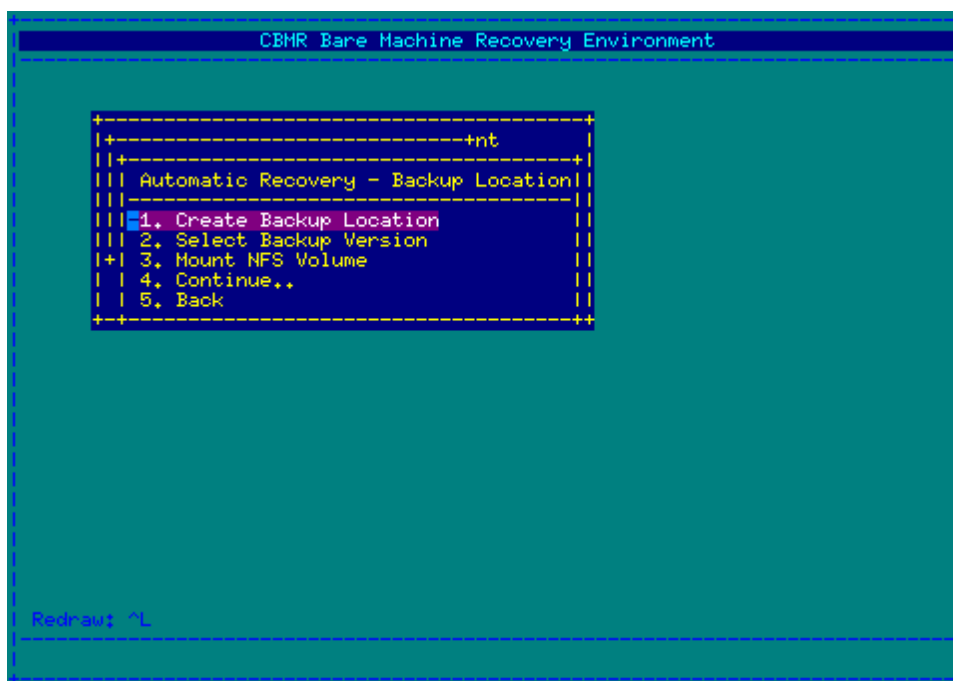 CBMR Bare Machine Recovery Environment
nt
Automatic Recovery - Backup Location
1. Create Backup Location
2. Select Backup Version
3. Mount NFS Volume
4. Continue..
5. Back
Redraw: ^L